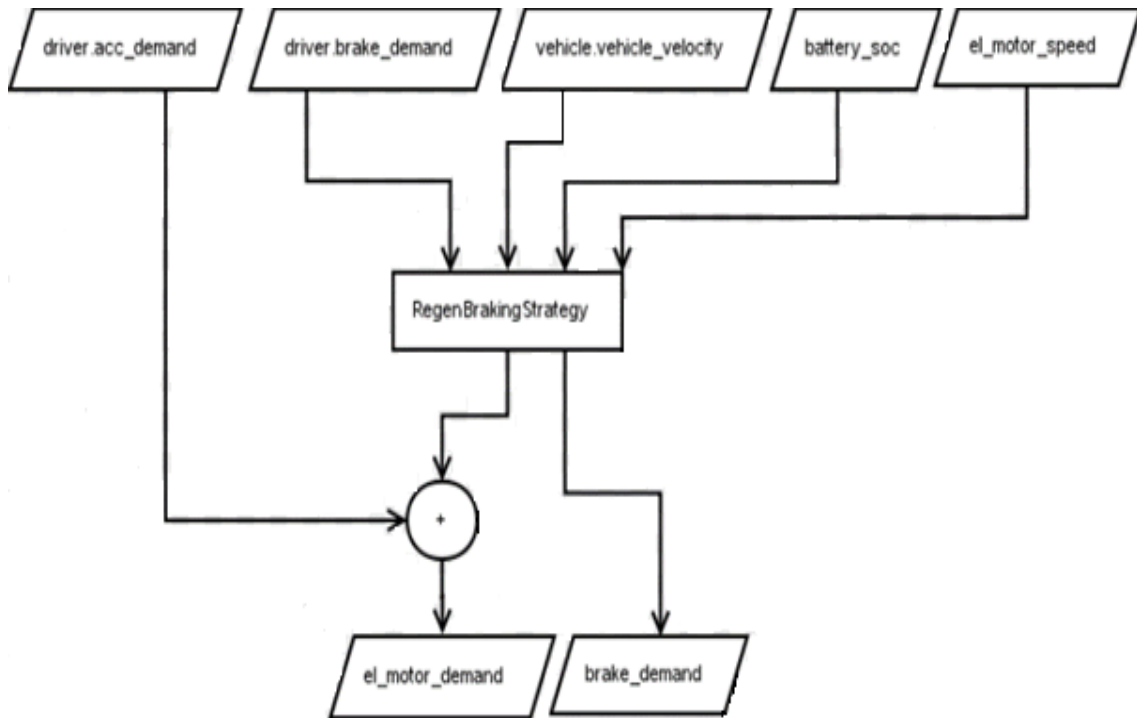 driver.acc_demand
driver.brake_demand
vehicle.vehicle_velocity
battery_soc
el_motor_speed
RegenBrakingStrategy
+
el_motor_demand
brake_demand